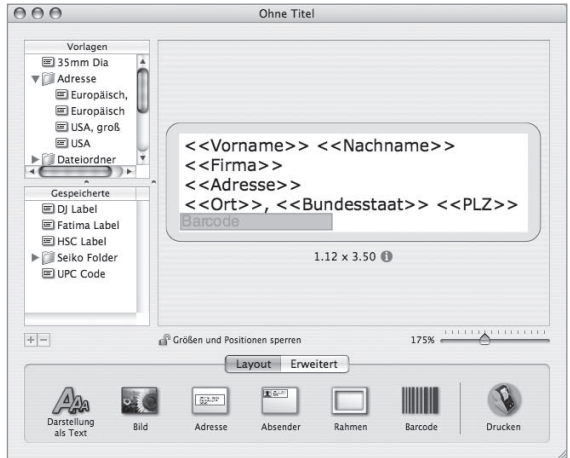 Ohne Titel
Vorlagen
35mm Dia
Adresse
Europäisch,
Europäisch
USA, groß
USA
Dateiordner
Gespeicherte
DJ Label
Fatima Label
HSC Label
Seiko Folder
UPC Code
<<Vorname>> <<Nachname>>
<<Firma>>
<<Adresse>>
<<Ort>>, <<Bundesstaat>> <<PLZ>>
Barcode
1.12 x 3.50
Größen und Positionen sperren
175%
Layout Erweitert
Darstellung
als Text
Bild
Adresse
Absender
Rahmen
Barcode
Drucken